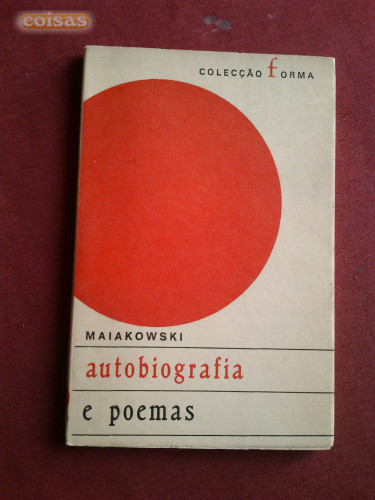 coisas
COLECÇÃO FORMA
MAIAKOWSKI
autobiografia
e poemas